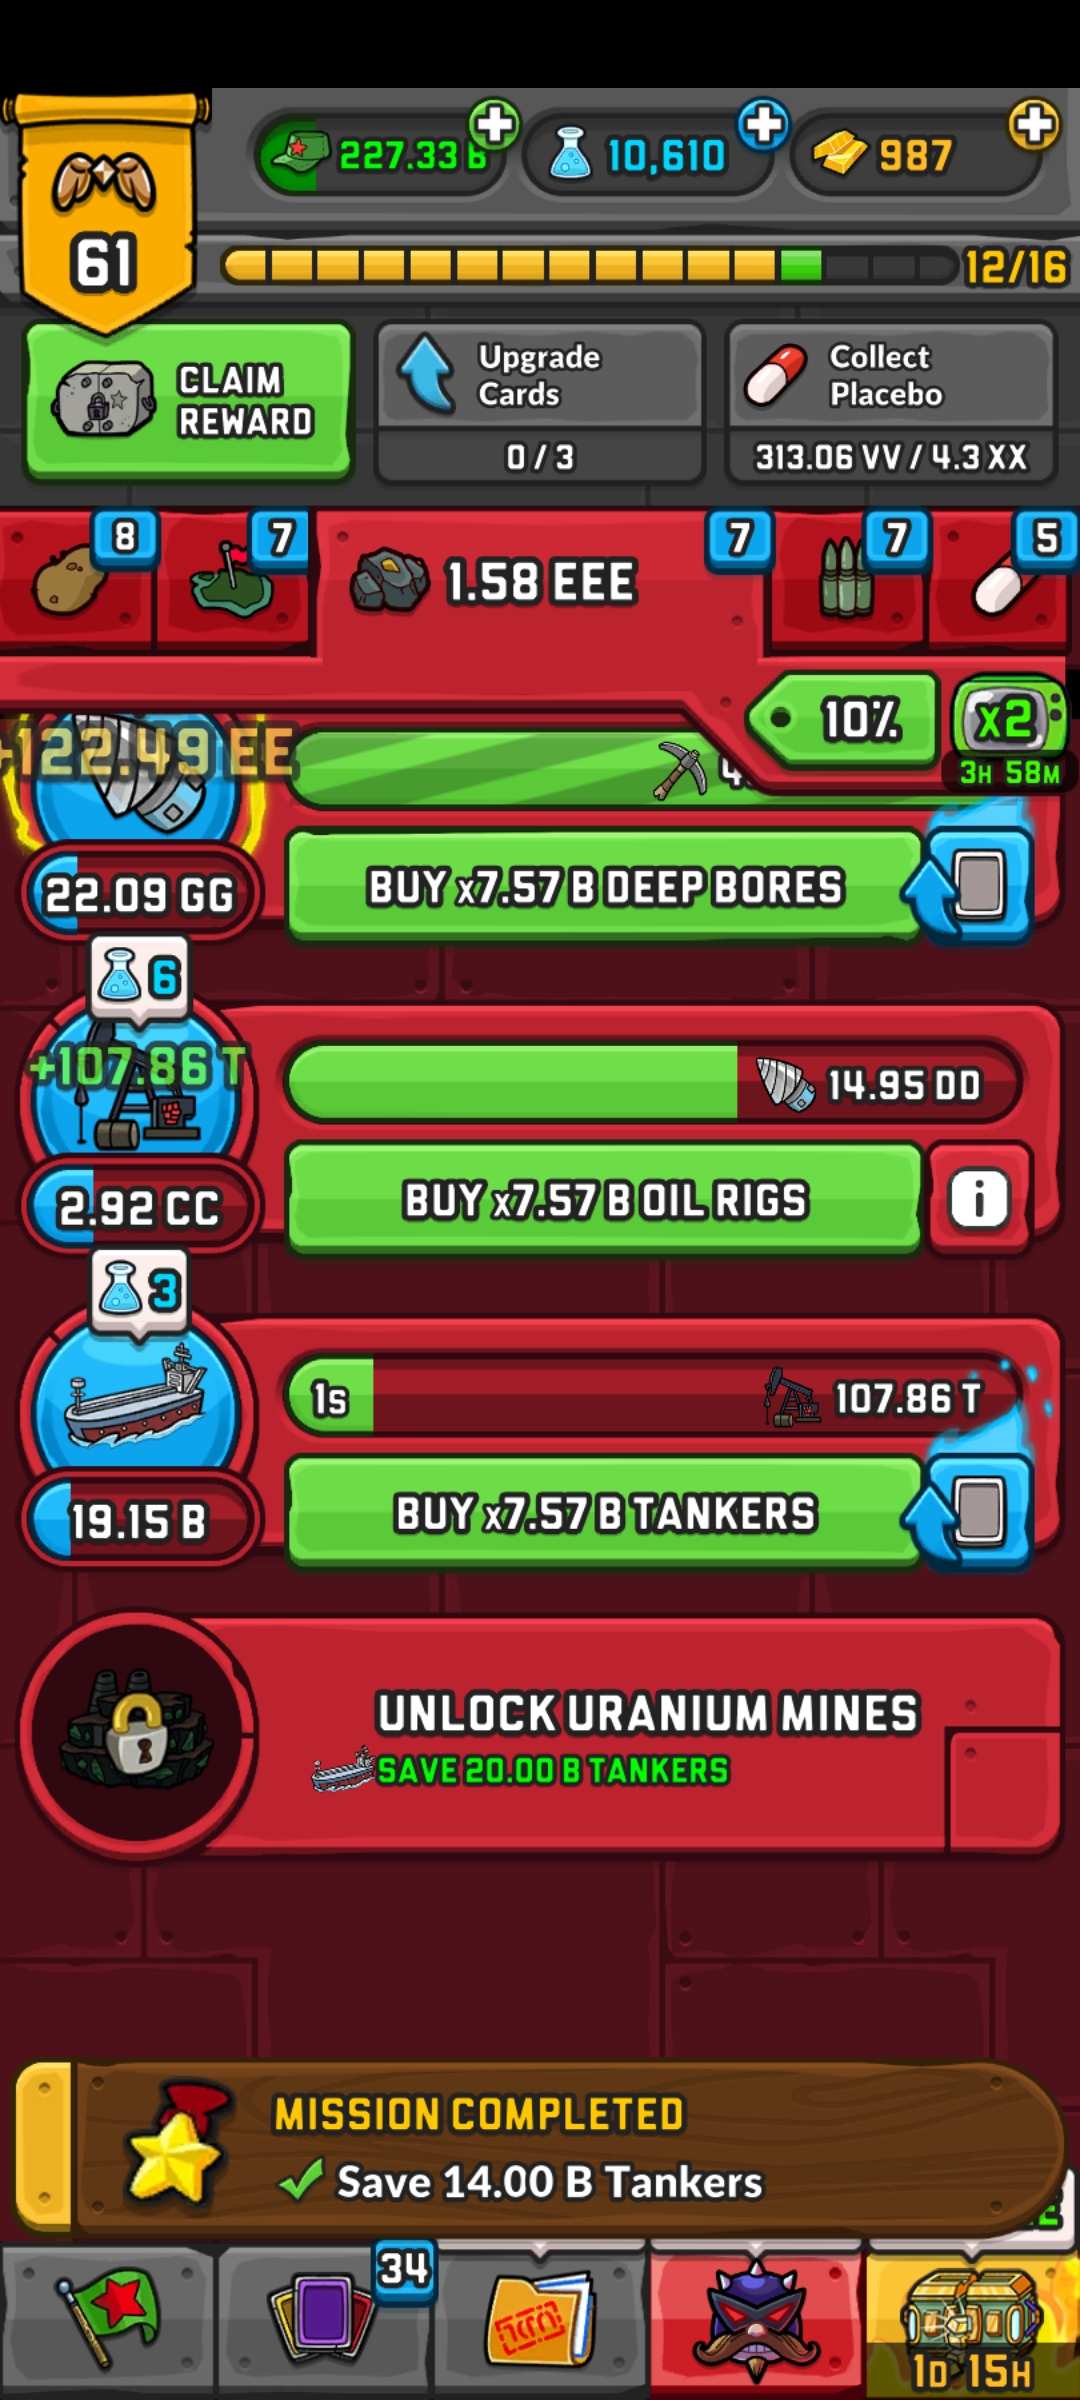 227.33 B
10,610
987
61
12/16
CLAIM
REWARD
Upgrade
Cards
0 / 3
Collect
Placebo
313.06 VV / 4.3 XX
8
7
1.58 EEE
7
7
5
10%
x2
3H 58M
+122.49 EE
22.09 GG
BUY x7.57 B DEEP BORES
6
+107.86 T
14.95 DD
2.92 CC
BUY x7.57 B OIL RIGS
i
3
1s
107.86 T
19.15 B
BUY x7.57 B TANKERS
UNLOCK URANIUM MINES
SAVE 20.00 B TANKERS
MISSION COMPLETED
Save 14.00 B Tankers
34
1D 15H